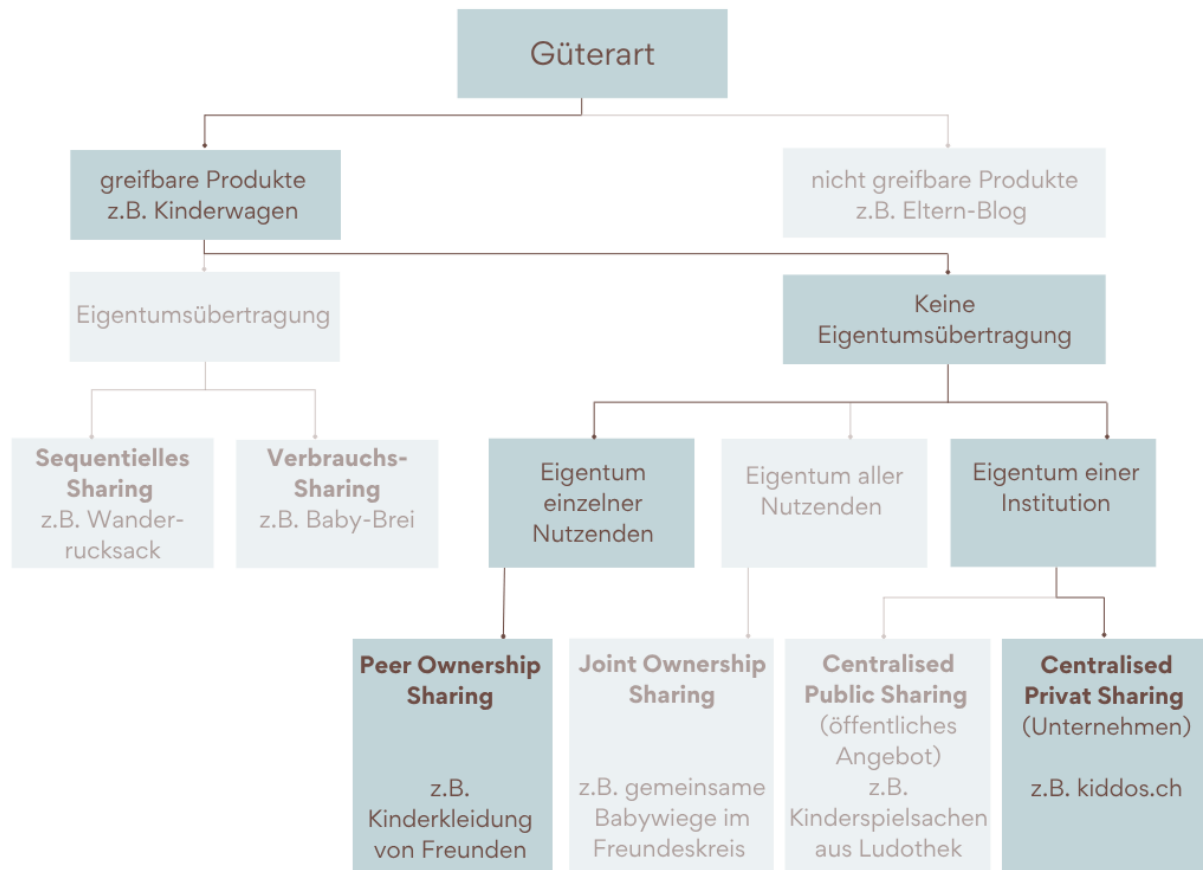 Güterart
greifbare Produkte
z.B. Kinderwagen
nicht greifbare Produkte
z.B. Eltern-Blog
Eigentumsübertragung
Keine
Eigentumsübertragung
Sequentielles
Sharing
z.B. Wander-
rucksack
Verbrauchs-
Sharing
z.B. Baby-Brei
Eigentum
einzelner
Nutzenden
Eigentum aller
Nutzenden
Eigentum einer
Institution
Peer Ownership
Sharing
z.B.
Kinderkleidung
von Freunden
Joint Ownership
Sharing
z.B. gemeinsame
Babywiege im
Freundeskreis
Centralised
Public Sharing
(öffentliches
Angebot)
z.B.
Kinderspielsachen
aus Ludothek
Centralised
Privat Sharing
(Unternehmen)
z.B. kiddos.ch